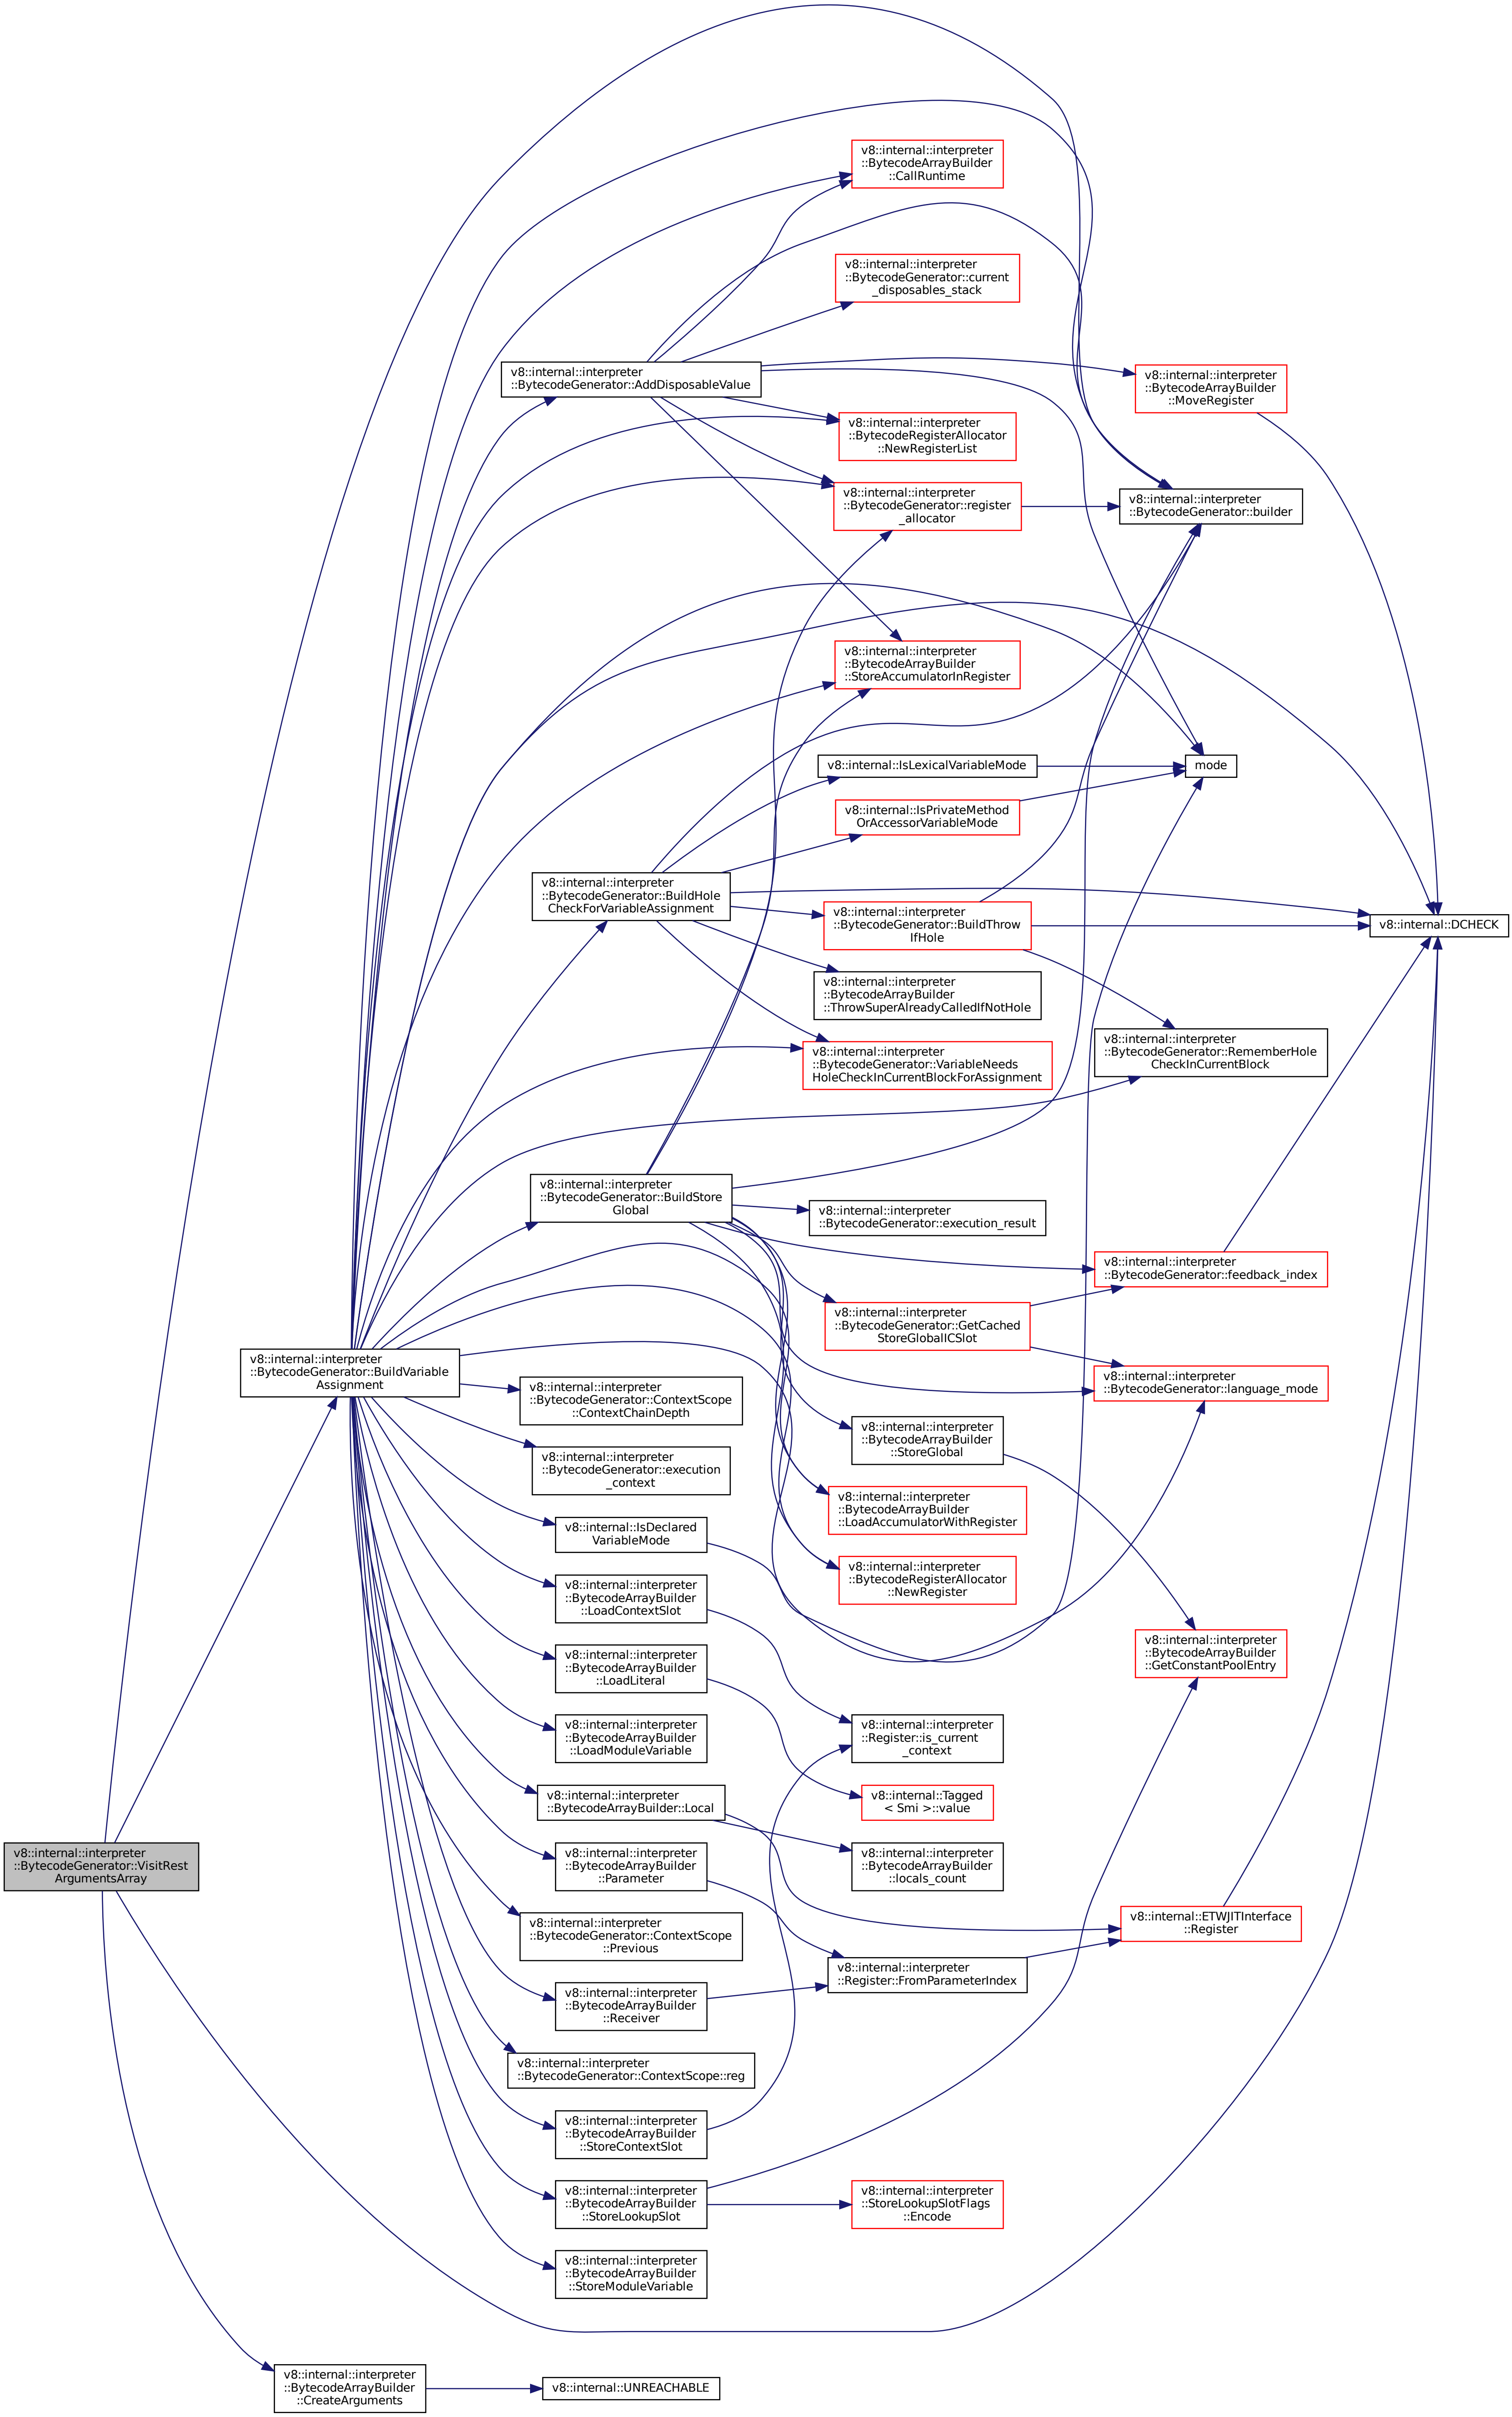 v8::internal::interpreter
::BytecodeArrayBuilder
::CallRuntime
v8::internal::interpreter
::BytecodeGenerator::current
_disposables_stack
v8::internal::interpreter
::BytecodeGenerator::AddDisposableValue
v8::internal::interpreter
::BytecodeArrayBuilder
::MoveRegister
v8::internal::interpreter
::BytecodeRegisterAllocator
::NewRegisterList
v8::internal::interpreter
::BytecodeGenerator::register
_allocator
v8::internal::interpreter
::BytecodeGenerator::builder
v8::internal::interpreter
::BytecodeArrayBuilder
::StoreAccumulatorInRegister
v8::internal::IsLexicalVariableMode
mode
v8::internal::IsPrivateMethod
OrAccessorVariableMode
v8::internal::interpreter
::BytecodeGenerator::BuildHole
CheckForVariableAssignment
v8::internal::interpreter
::BytecodeGenerator::BuildThrow
IfHole
v8::internal::DCHECK
v8::internal::interpreter
::BytecodeArrayBuilder
::ThrowSuperAlreadyCalledIfNotHole
v8::internal::interpreter
::BytecodeGenerator::VariableNeeds
HoleCheckInCurrentBlockForAssignment
v8::internal::interpreter
::BytecodeGenerator::RememberHole
CheckInCurrentBlock
v8::internal::interpreter
::BytecodeGenerator::BuildStore
Global
v8::internal::interpreter
::BytecodeGenerator::execution_result
v8::internal::interpreter
::BytecodeGenerator::feedback_index
v8::internal::interpreter
::BytecodeGenerator::GetCached
StoreGlobalICSlot
v8::internal::interpreter
::BytecodeGenerator::BuildVariable
Assignment
v8::internal::interpreter
::BytecodeGenerator::language_mode
v8::internal::interpreter
::BytecodeGenerator::ContextScope
::ContextChainDepth
v8::internal::interpreter
::BytecodeArrayBuilder
::StoreGlobal
v8::internal::interpreter
::BytecodeGenerator::execution
_context
v8::internal::interpreter
::BytecodeArrayBuilder
::LoadAccumulatorWithRegister
v8::internal::IsDeclared
VariableMode
v8::internal::interpreter
::BytecodeRegisterAllocator
::NewRegister
v8::internal::interpreter
::BytecodeArrayBuilder
::LoadContextSlot
v8::internal::interpreter
::BytecodeArrayBuilder
::GetConstantPoolEntry
v8::internal::interpreter
::BytecodeArrayBuilder
::LoadLiteral
v8::internal::interpreter
::BytecodeArrayBuilder
::LoadModuleVariable
v8::internal::interpreter
::Register::is_current
_context
v8::internal::interpreter
::BytecodeArrayBuilder::Local
v8::internal::Tagged
< Smi >::value
v8::internal::interpreter
::BytecodeGenerator::VisitRest
ArgumentsArray
v8::internal::interpreter
::BytecodeArrayBuilder
::Parameter
v8::internal::interpreter
::BytecodeArrayBuilder
::locals_count
v8::internal::interpreter
::BytecodeGenerator::ContextScope
::Previous
v8::internal::ETWJITInterface
::Register
v8::internal::interpreter
::Register::FromParameterIndex
v8::internal::interpreter
::BytecodeArrayBuilder
::Receiver
v8::internal::interpreter
::BytecodeGenerator::ContextScope::reg
v8::internal::interpreter
::BytecodeArrayBuilder
::StoreContextSlot
v8::internal::interpreter
::BytecodeArrayBuilder
::StoreLookupSlot
v8::internal::interpreter
::StoreLookupSlotFlags
::Encode
v8::internal::interpreter
::BytecodeArrayBuilder
::StoreModuleVariable
v8::internal::interpreter
::BytecodeArrayBuilder
::CreateArguments
v8::internal::UNREACHABLE